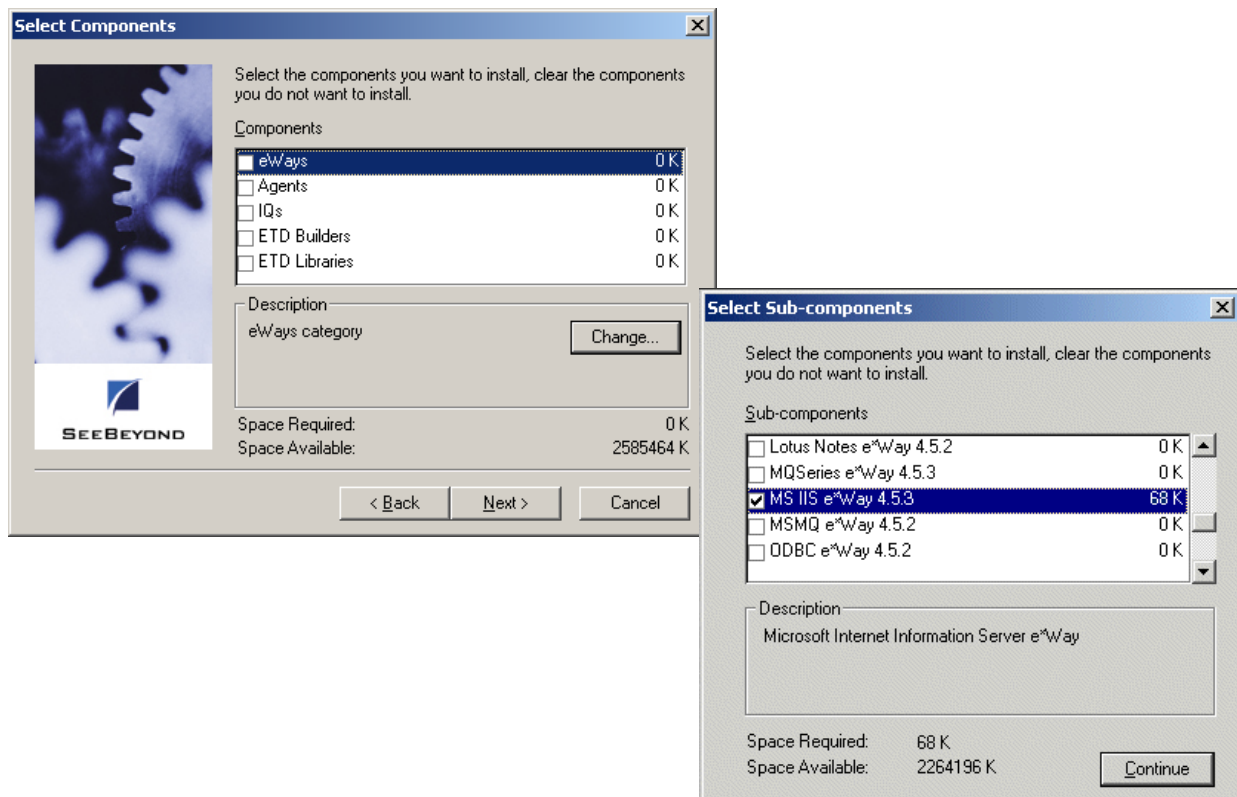 Select Components
Select the components you want to install, clear the components
you do not want to install.
Components
eWays 0 K
Agents 0 K
IQs 0 K
ETD Builders 0 K
ETD Libraries 0 K
Description
eWays category
Change...
SEEBEYOND
Space Required: 0 K
Space Available: 2585464 K
< Back
Next >
Cancel
Select Sub-components
Select the components you want to install, clear the components
you do not want to install.
Sub-components
Lotus Notes e*Way 4.5.2 0 K
MQSeries e*Way 4.5.3 0 K
MS IIS e*Way 4.5.3 68 K
MSMQ e*Way 4.5.2 0 K
ODBC e*Way 4.5.2 0 K
Description
Microsoft Internet Information Server e*Way
Space Required: 68 K
Space Available: 2264196 K
Continue